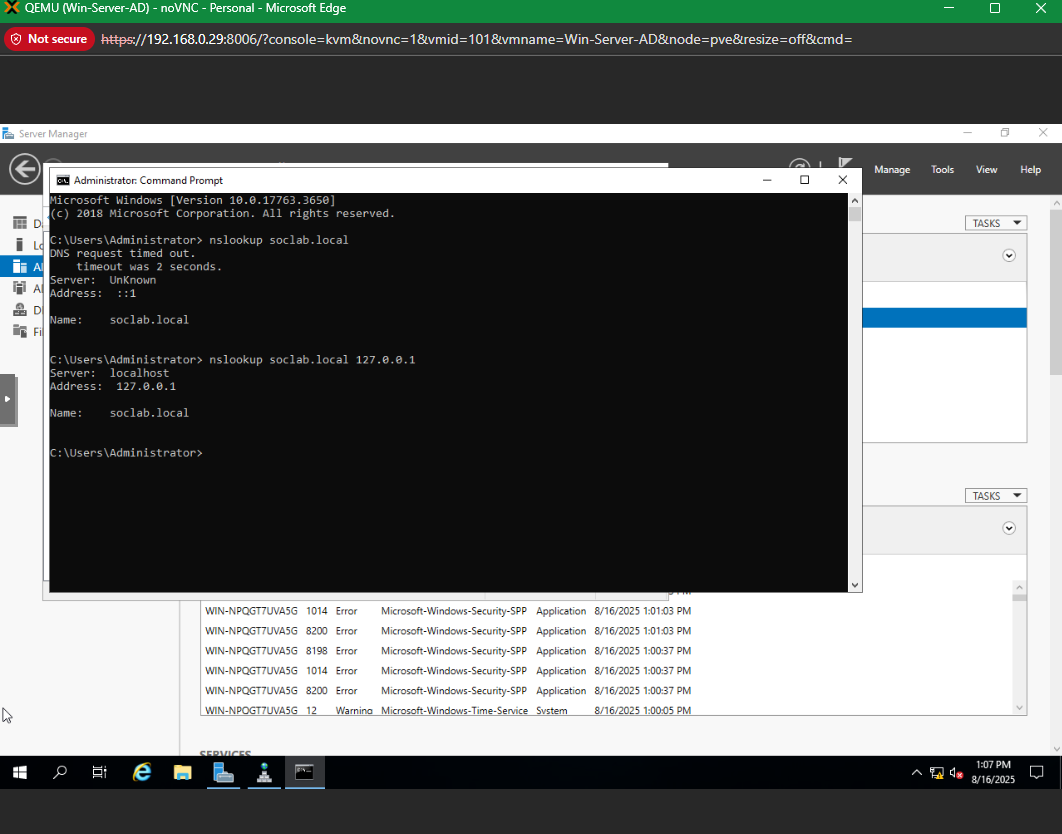 QEMU (Win-Server-AD) - noVNC - Personal - Microsoft Edge
Not secure https://192.168.0.29:8006/?console=kvm&novnc=1&vmid=101&vmname=Win-Server-AD&node=pve&resize=off&cmd=
Server Manager
Manage Tools View Help
Administrator: Command Prompt
Microsoft Windows [Version 10.0.17763.3650]
(c) 2018 Microsoft Corporation. All rights reserved.
C:\Users\Administrator> nslookup soclab.local
DNS request timed out.
timeout was 2 seconds.
Server: UnKnown
Address: ::1
Name: soclab.local
C:\Users\Administrator> nslookup soclab.local 127.0.0.1
Server: localhost
Address: 127.0.0.1
Name: soclab.local
C:\Users\Administrator>
TASKS
TASKS
WIN-NPQGT7UVA5G 1014 Error Microsoft-Windows-Security-SPP Application 8/16/2025 1:01:03 PM
WIN-NPQGT7UVA5G 8200 Error Microsoft-Windows-Security-SPP Application 8/16/2025 1:01:03 PM
WIN-NPQGT7UVA5G 8198 Error Microsoft-Windows-Security-SPP Application 8/16/2025 1:00:37 PM
WIN-NPQGT7UVA5G 1014 Error Microsoft-Windows-Security-SPP Application 8/16/2025 1:00:37 PM
WIN-NPQGT7UVA5G 8200 Error Microsoft-Windows-Security-SPP Application 8/16/2025 1:00:37 PM
WIN-NPQGT7UVA5G 12 Warning Microsoft-Windows-Time-Service System 8/16/2025 1:00:05 PM
SERVICES
1:07 PM
8/16/2025